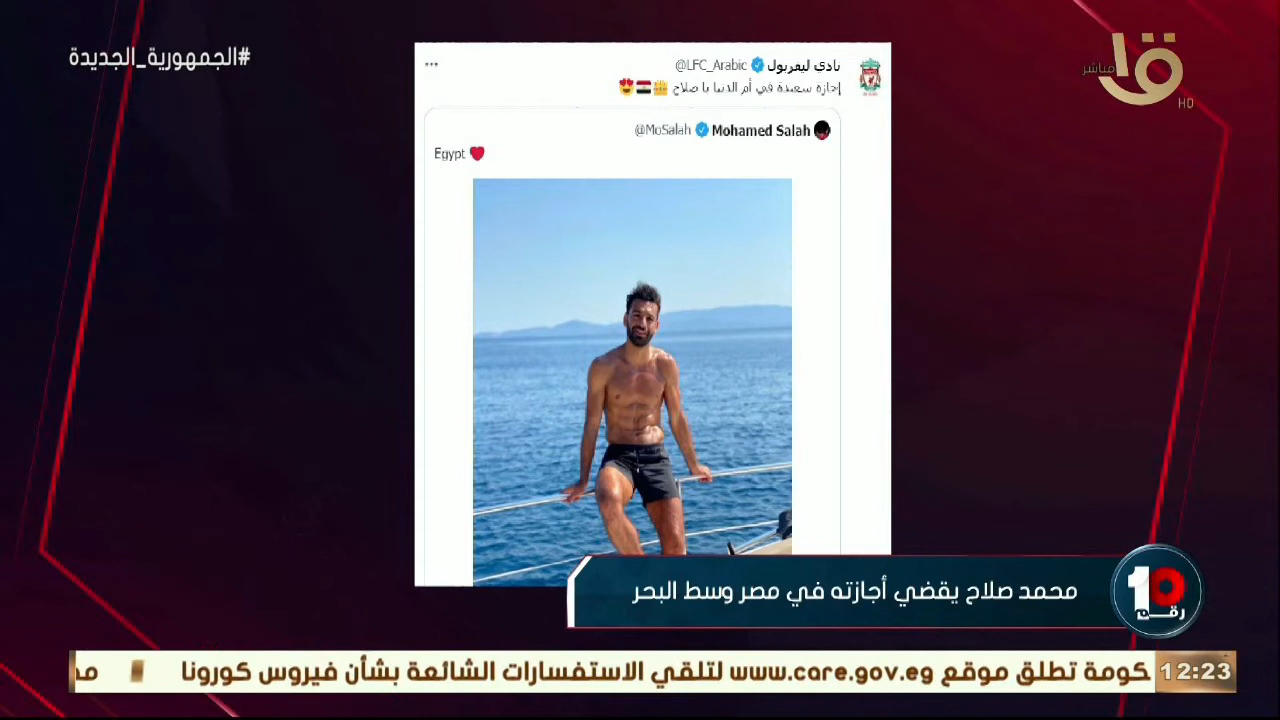 #الجمهورية_الجديدة
مباشر
HD
نادي ليفربول @LFC_Arabic
إجازة سعيدة في أم الدنيا يا صلاح
Mohamed Salah @MoSalah
Egypt
محمد صلاح يقضي أجازته في مصر وسط البحر
رقم 10
12:23 كومة تطلق موقع www.care.gov.eg لتلقي الاستفسارات الشائعة بشأن فيروس كورونا